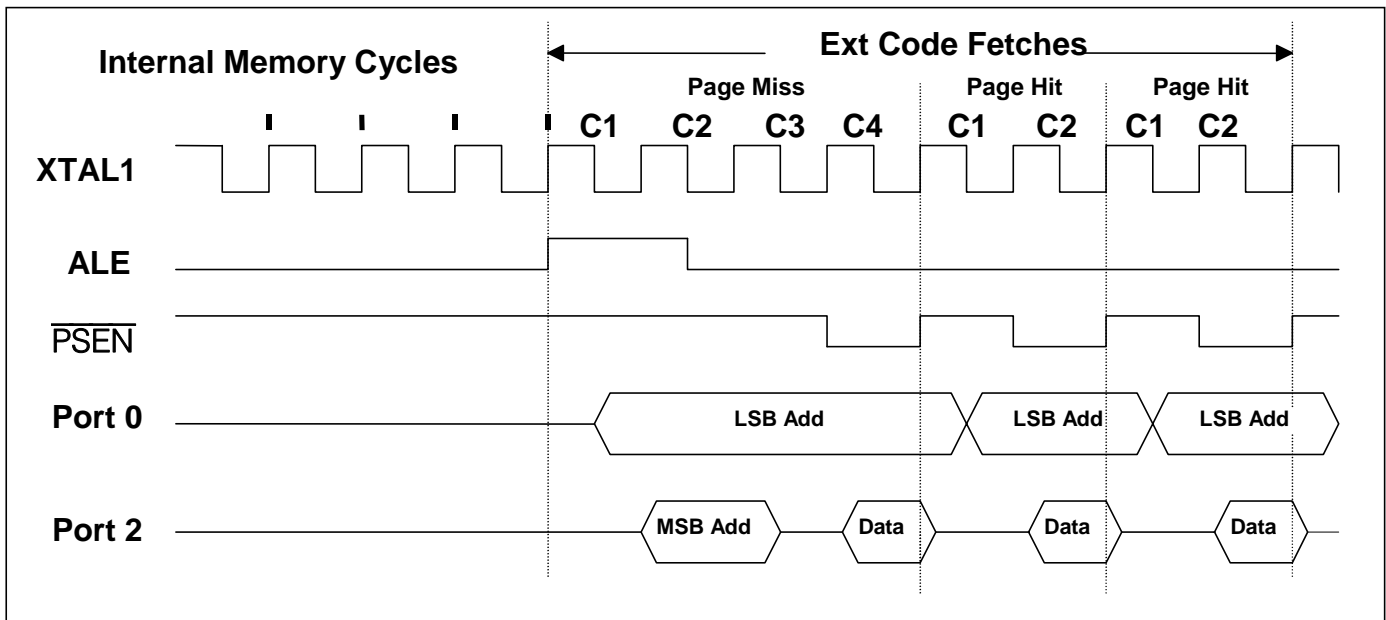 Internal Memory Cycles
Ext Code Fetches
Page Miss Page Hit Page Hit
C1 C2 C3 C4 C1 C2 C1 C2
XTAL1
ALE
PSEN
Port 0 LSB Add LSB Add LSB Add
Port 2 MSB Add Data Data Data